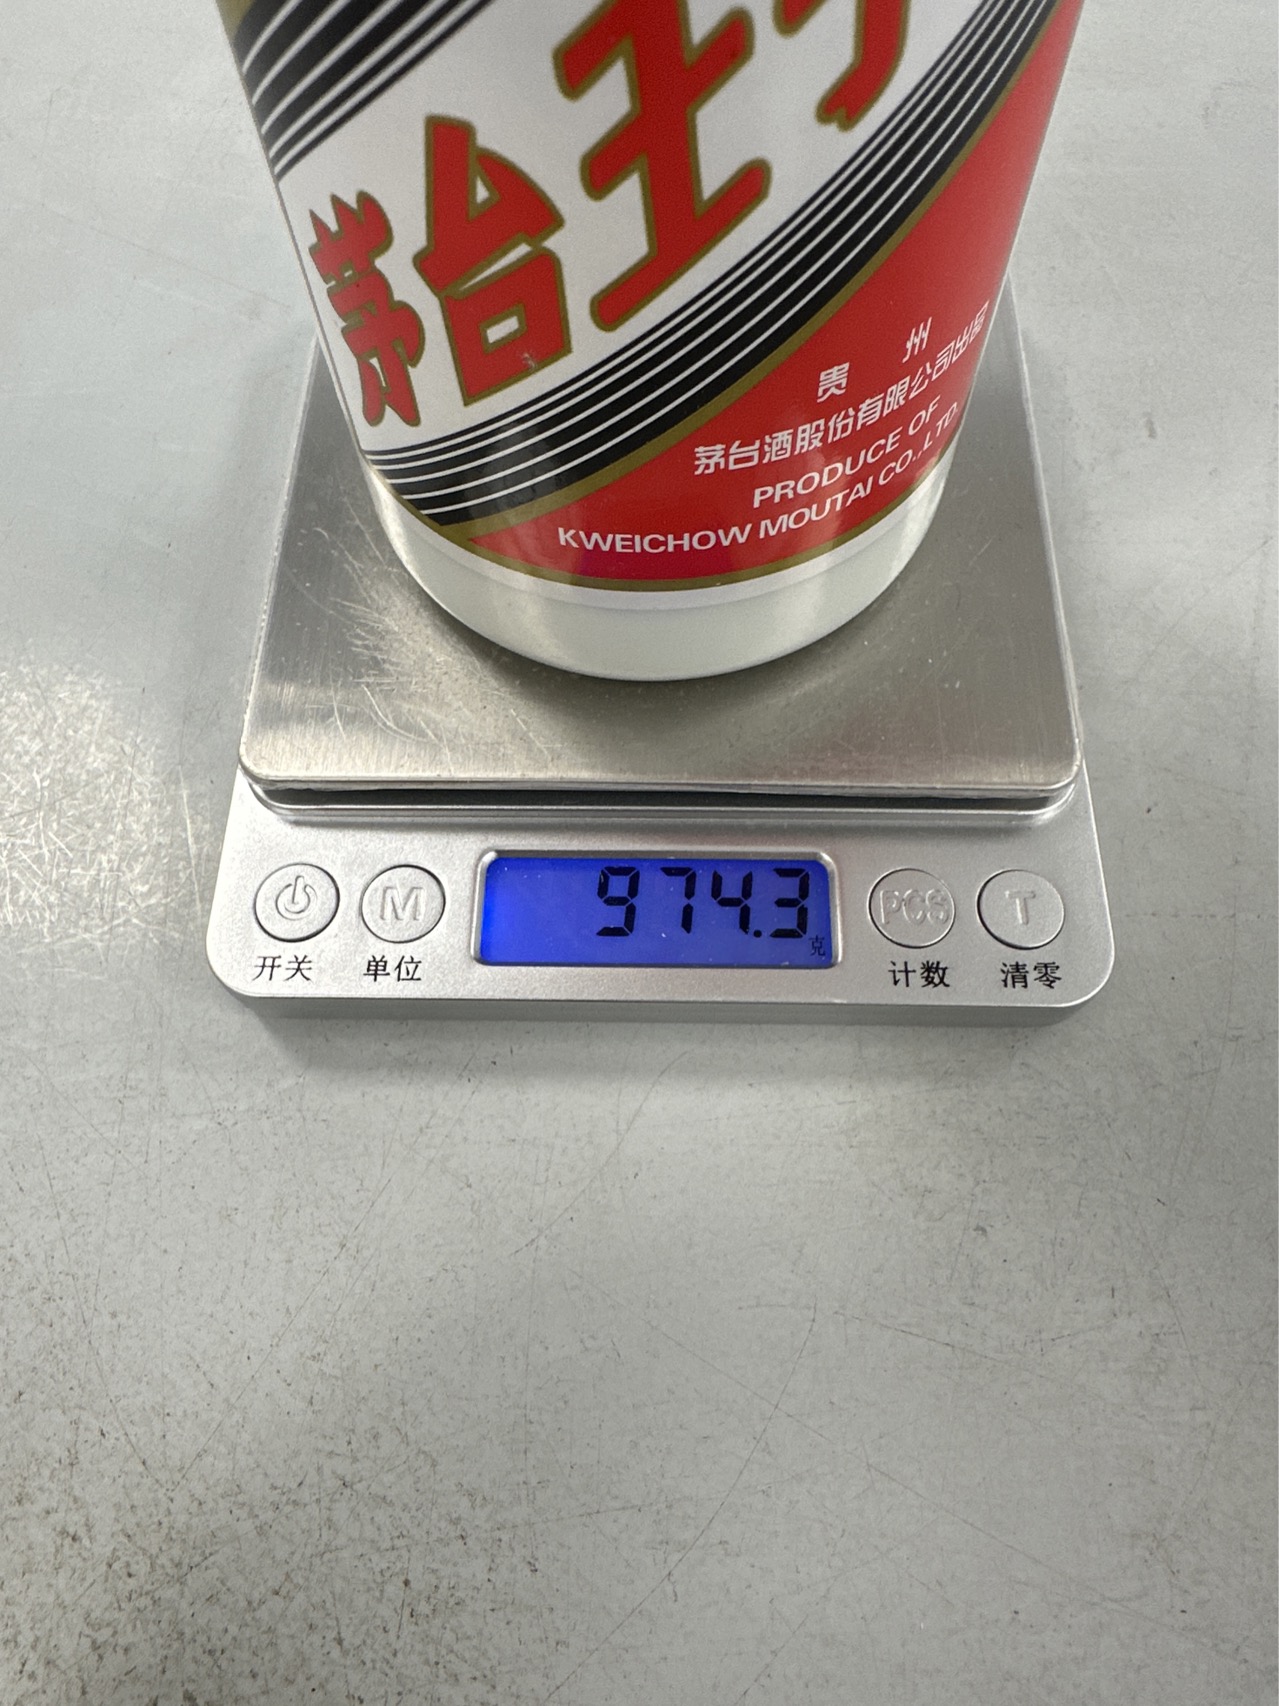 茅台王子
贵州
茅台酒股份有限公司出品
PRODUCE OF
KWEICHOW MOUTAI CO.,LTD.
974.3
克
M
PCS
T
开关
单位
计数
清零